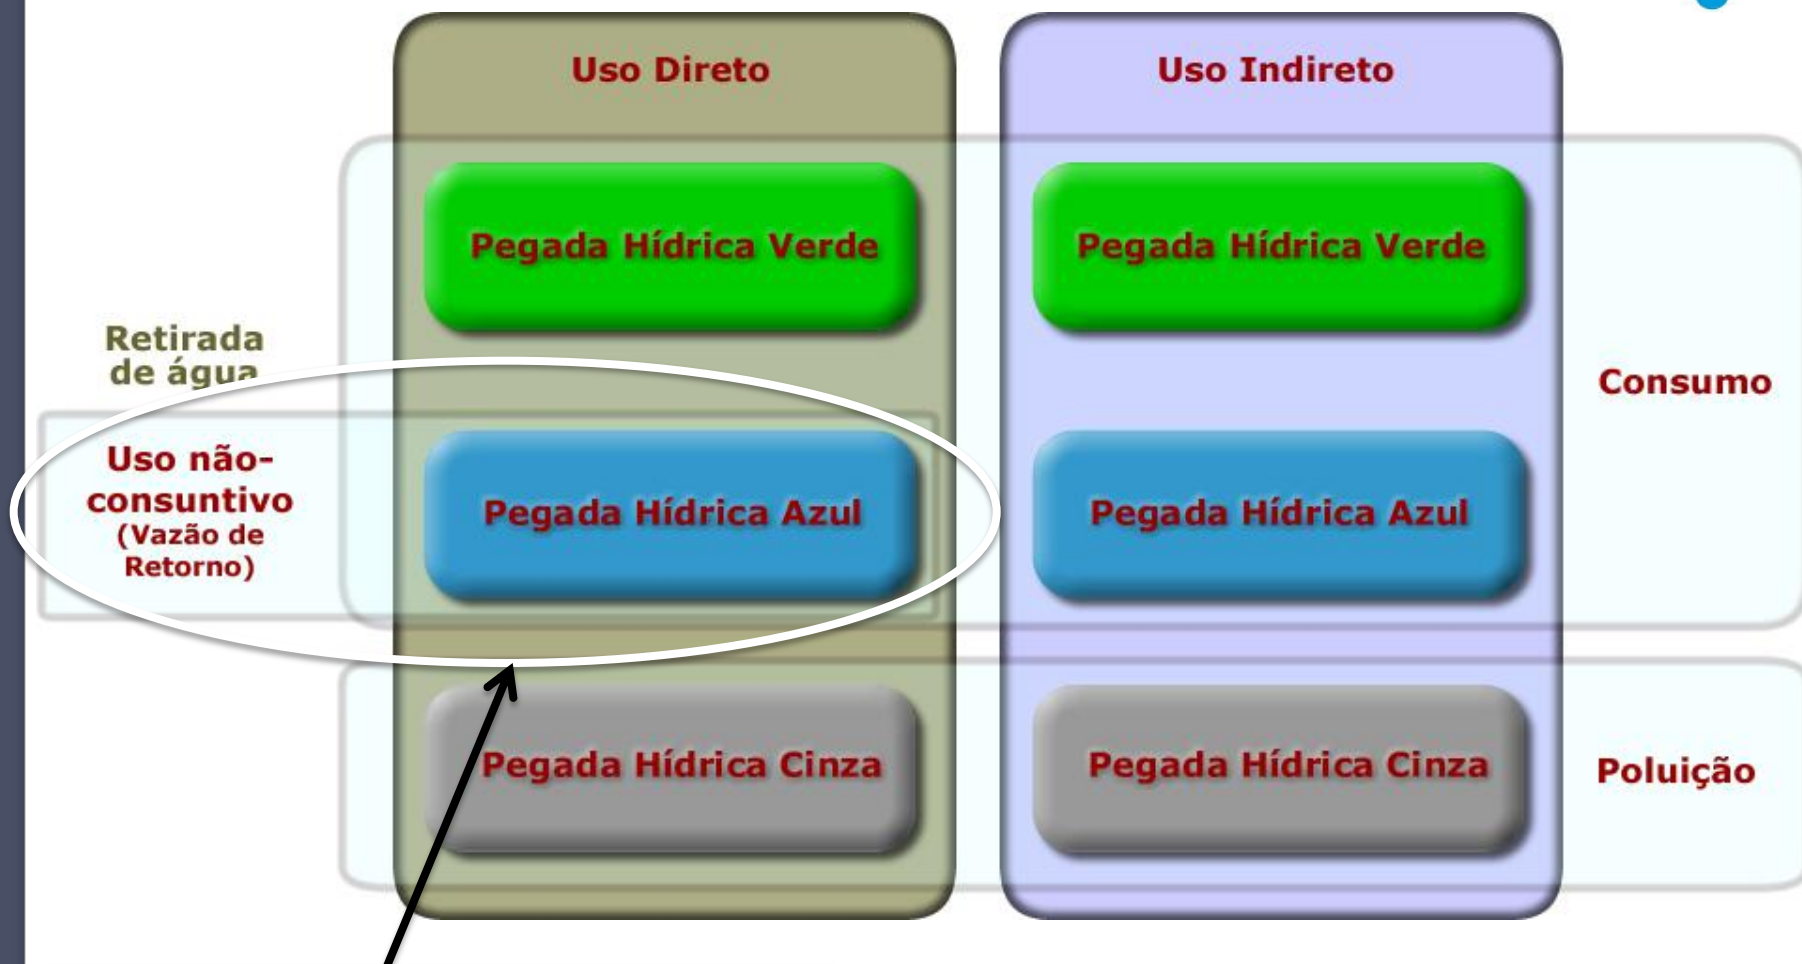 Uso Direto
Uso Indireto
Pegada Hídrica Verde
Pegada Hídrica Verde
Retirada
de água
Consumo
Uso não-
consuntivo
(Vazão de
Retorno)
Pegada Hídrica Azul
Pegada Hídrica Azul
Pegada Hídrica Cinza
Pegada Hídrica Cinza
Poluição